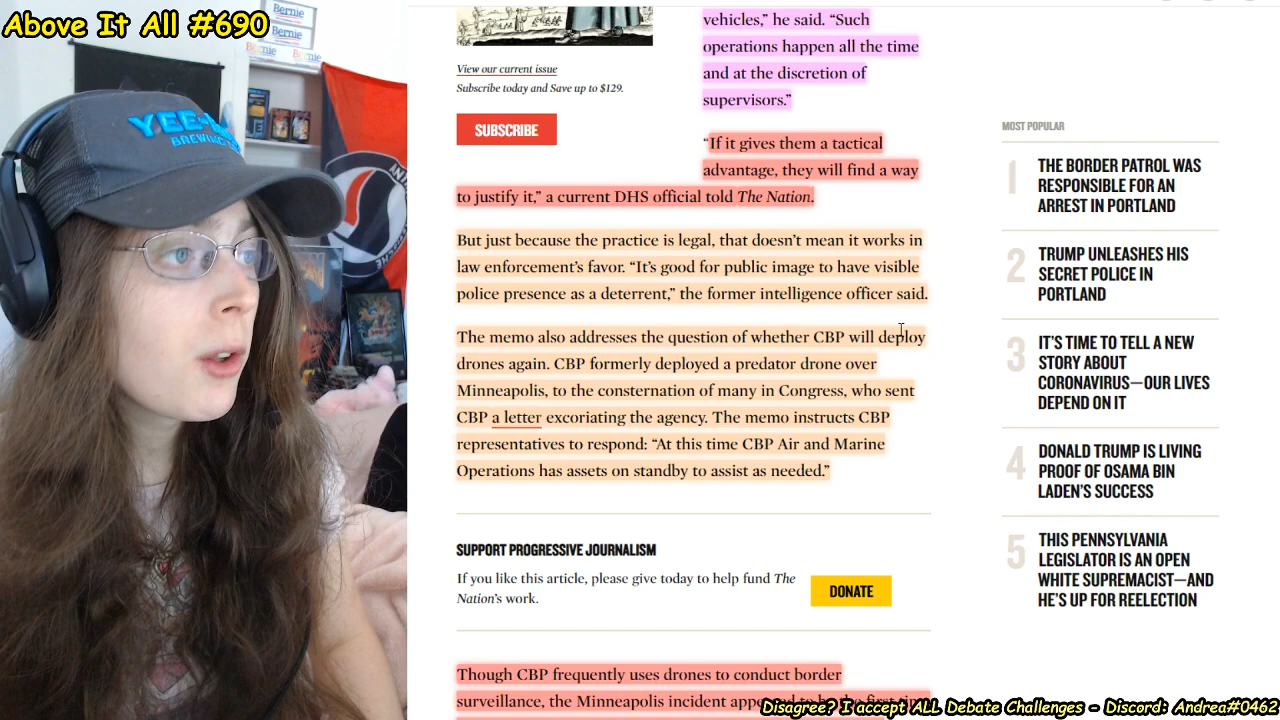 Above It All #690
Bernie
Bernie
Bernie
YEE-
BREWING
vehicles,” he said. “Such
operations happen all the time
and at the discretion of
supervisors.”
View our current issue
Subscribe today and Save up to $129.
SUBSCRIBE
“If it gives them a tactical
advantage, they will find a way
to justify it,” a current DHS official told The Nation.
But just because the practice is legal, that doesn’t mean it works in
law enforcement’s favor. “It’s good for public image to have visible
police presence as a deterrent,” the former intelligence officer said.
The memo also addresses the question of whether CBP will deploy
drones again. CBP formerly deployed a predator drone over
Minneapolis, to the consternation of many in Congress, who sent
CBP a letter excoriating the agency. The memo instructs CBP
representatives to respond: “At this time CBP Air and Marine
Operations has assets on standby to assist as needed.”
SUPPORT PROGRESSIVE JOURNALISM
If you like this article, please give today to help fund The
Nation’s work.
DONATE
Though CBP frequently uses drones to conduct border
surveillance, the Minneapolis incident to be the first time
MOST POPULAR
1 THE BORDER PATROL WAS
RESPONSIBLE FOR AN
ARREST IN PORTLAND
2 TRUMP UNLEASHES HIS
SECRET POLICE IN
PORTLAND
3 IT’S TIME TO TELL A NEW
STORY ABOUT
CORONAVIRUS—OUR LIVES
DEPEND ON IT
4 DONALD TRUMP IS LIVING
PROOF OF OSAMA BIN
LADEN’S SUCCESS
5 THIS PENNSYLVANIA
LEGISLATOR IS AN OPEN
WHITE SUPREMACIST—AND
HE’S UP FOR REELECTION
Disagree? I accept ALL Debate Challenges - Discord: Andrea#0462